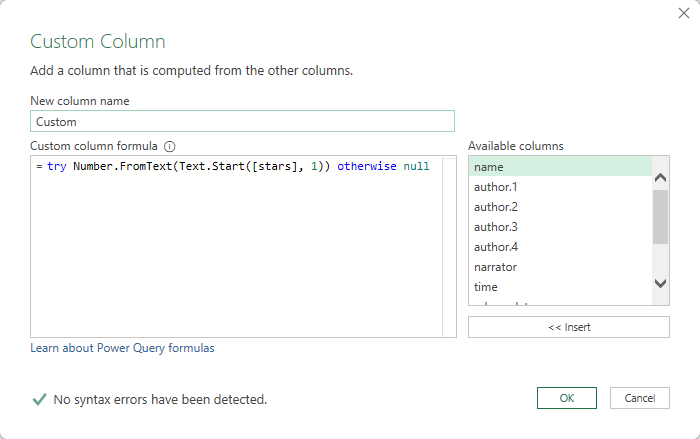 Custom Column
Add a column that is computed from the other columns.
New column name
Custom
Custom column formula
= try Number.FromText(Text.Start([stars], 1)) otherwise null
Available columns
name
author.1
author.2
author.3
author.4
narrator
time
<< Insert
Learn about Power Query formulas
No syntax errors have been detected.
OK
Cancel